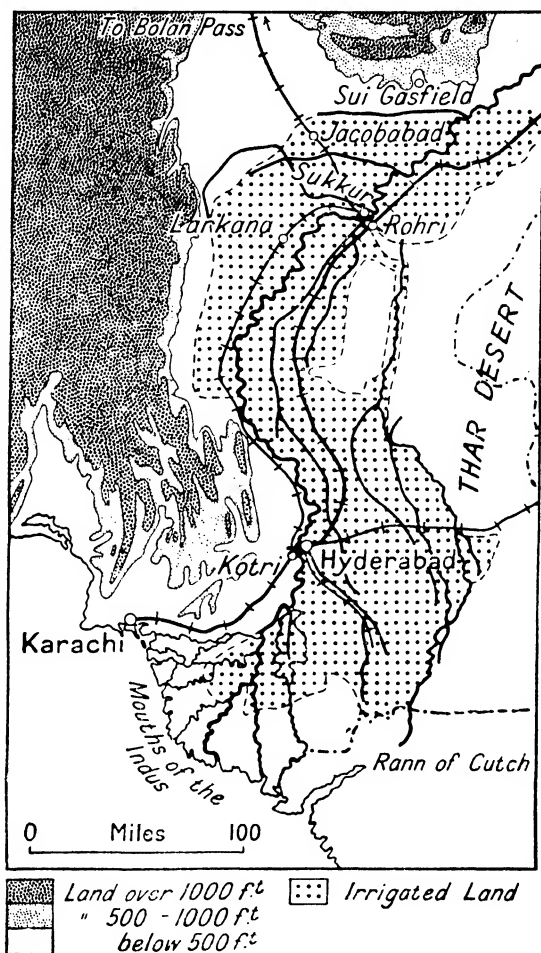 To Bolan Pass
Sui Gasfield
Jacobabad
Sukkur
Larkana
Rohri
THAR DESERT
Kotri
Hyderabad
Karachi
Mouths of the
Indus
Rann of Cutch
0 Miles 100
Land over 1000 ft
Irrigated Land
" 500 - 1000 ft
below 500 ft